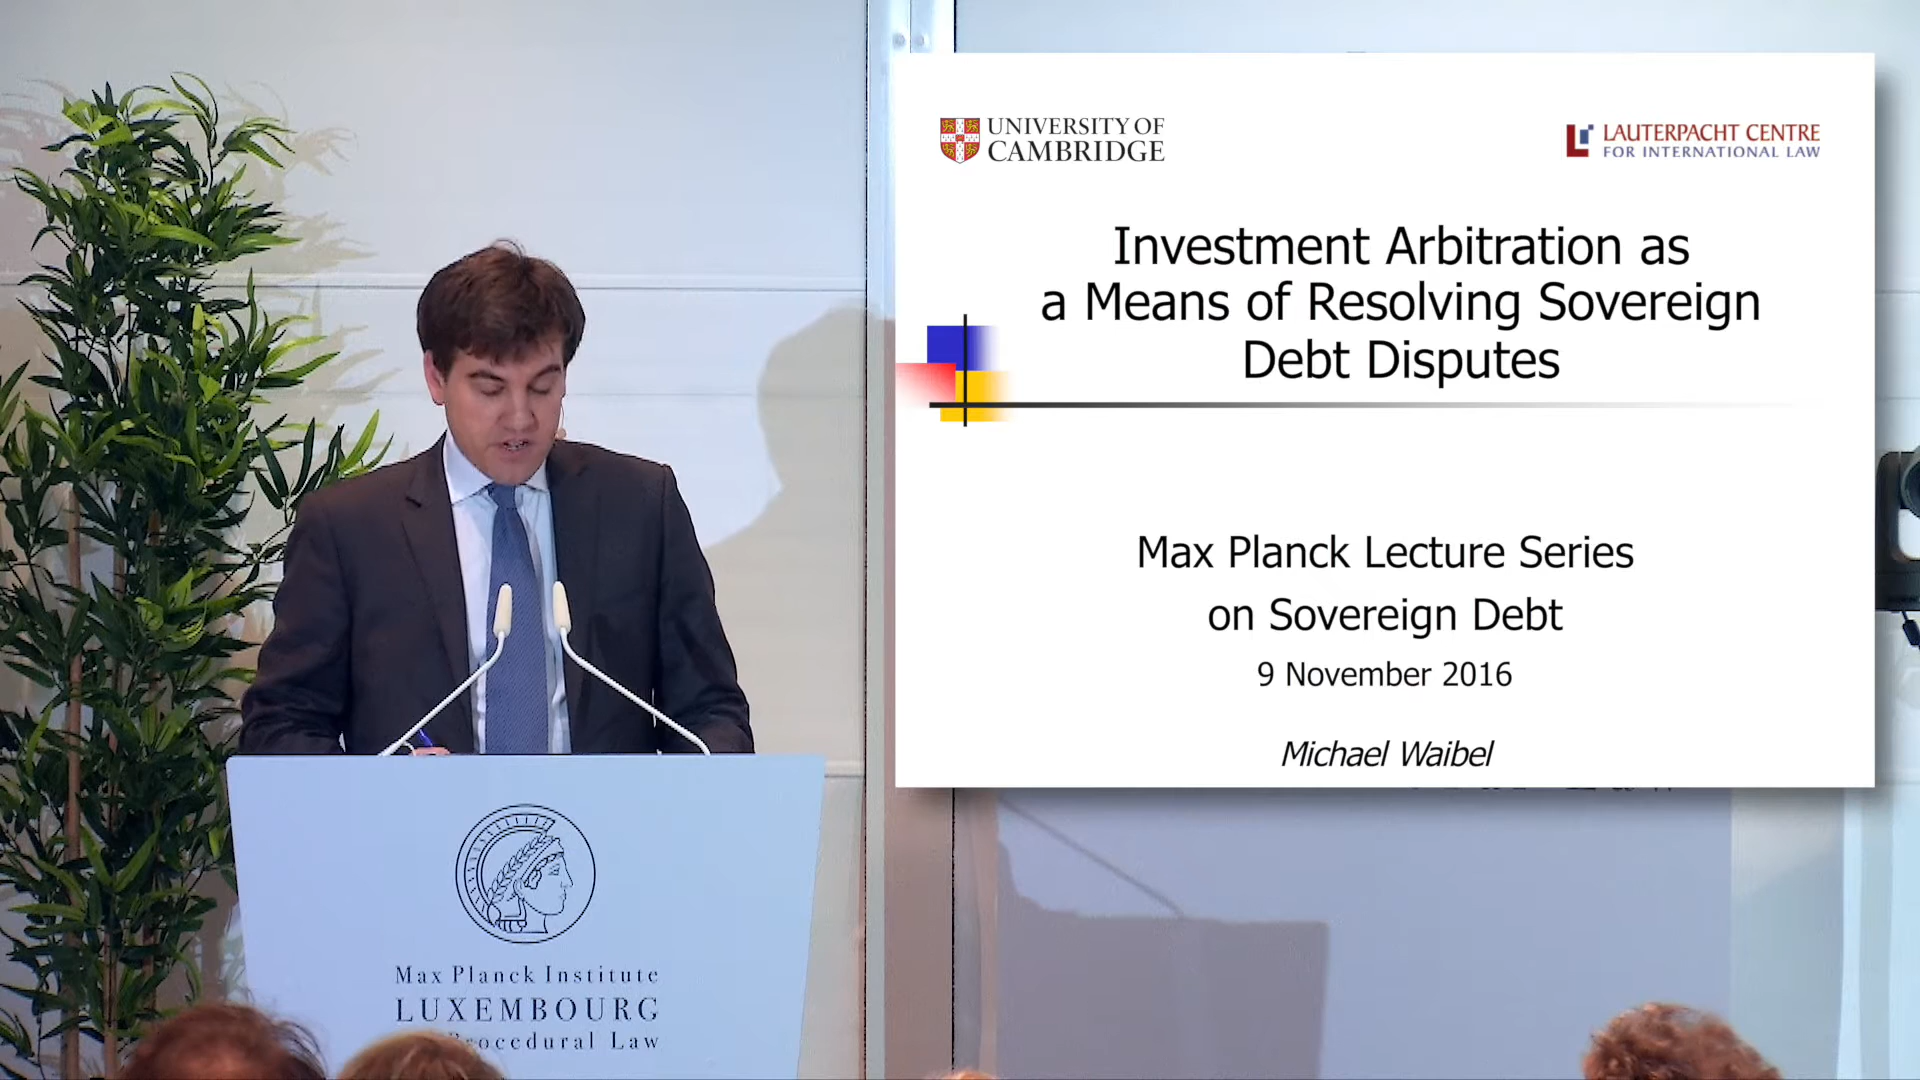 UNIVERSITY OF
CAMBRIDGE
LAUTERPACHT CENTRE
FOR INTERNATIONAL LAW
Investment Arbitration as
a Means of Resolving Sovereign
Debt Disputes
Max Planck Lecture Series
on Sovereign Debt
9 November 2016
Michael Waibel
Max Planck Institute
LUXEMBOURG
rocedural Law